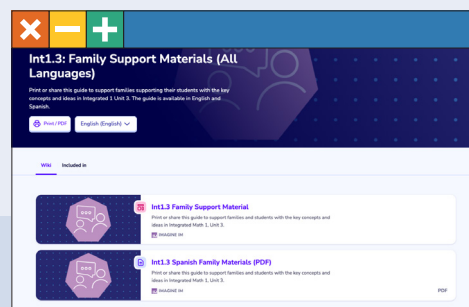 Int1.3: Family Support Materials (All
Languages)
Print or share this guide to support families supporting their students with the key
concepts and ideas in Integrated 1 Unit 3. The guide is available in English and
Spanish.
Print / PDF
English (English)
Wiki Included in
Int1.3 Family Support Material
Print or share this guide to support families and students with the key concepts and
ideas in Integrated Math 1, Unit 3.
IMAGINE IM
Int1.3 Spanish Family Materials (PDF)
Print or share this guide to support families and students with the key concepts and
ideas in Integrated Math 1, Unit 3.
IMAGINE IM
PDF